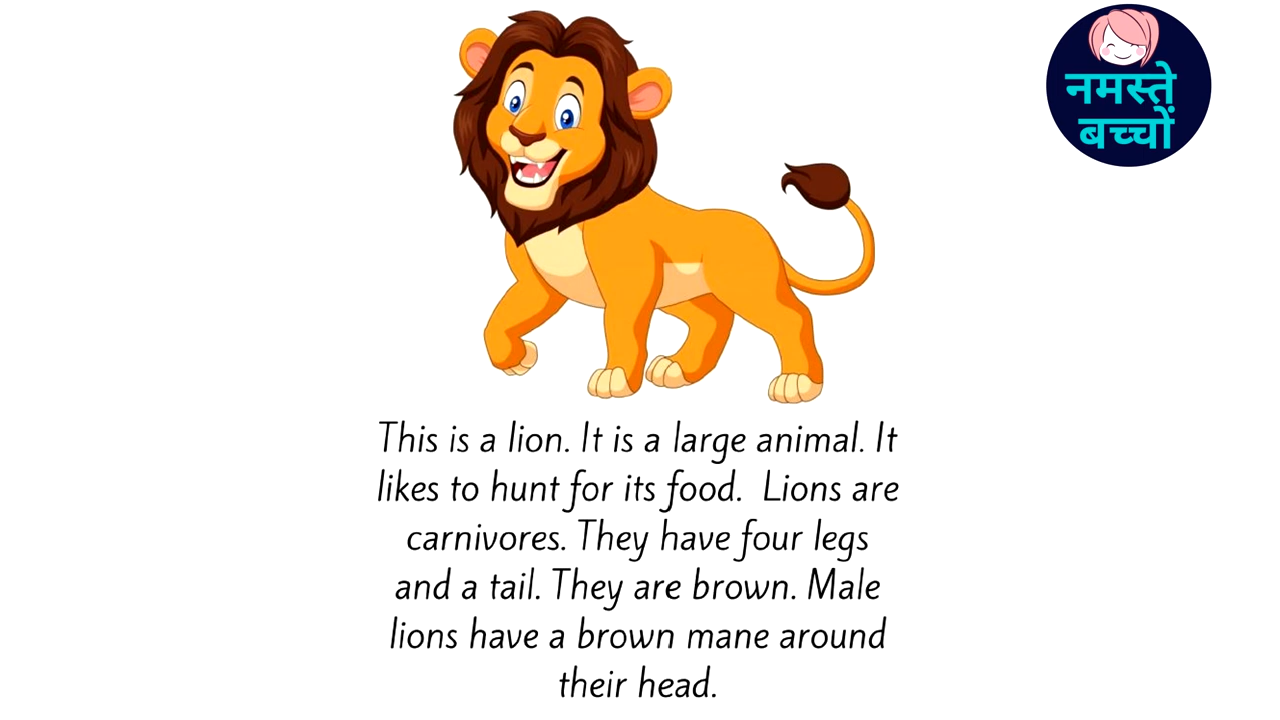 नमस्ते
बच्चों
This is a lion. It is a large animal. It
likes to hunt for its food.  Lions are
carnivores. They have four legs
and a tail. They are brown. Male
lions have a brown mane around
their head.